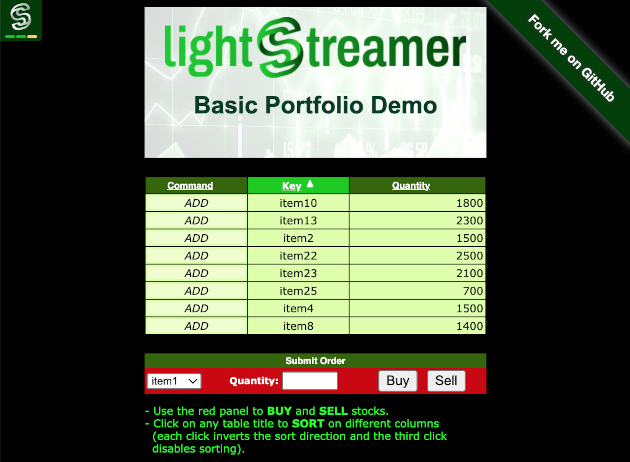 lightStreamer
Fork me on GitHub
Basic Portfolio Demo
Command Key Quantity
ADD item10 1800
ADD item13 2300
ADD item2 1500
ADD item22 2500
ADD item23 2100
ADD item25 700
ADD item4 1500
ADD item8 1400
Submit Order
item1 Quantity: Buy Sell
- Use the red panel to BUY and SELL stocks.
- Click on any table title to SORT on different columns
(each click inverts the sort direction and the third click
disables sorting).